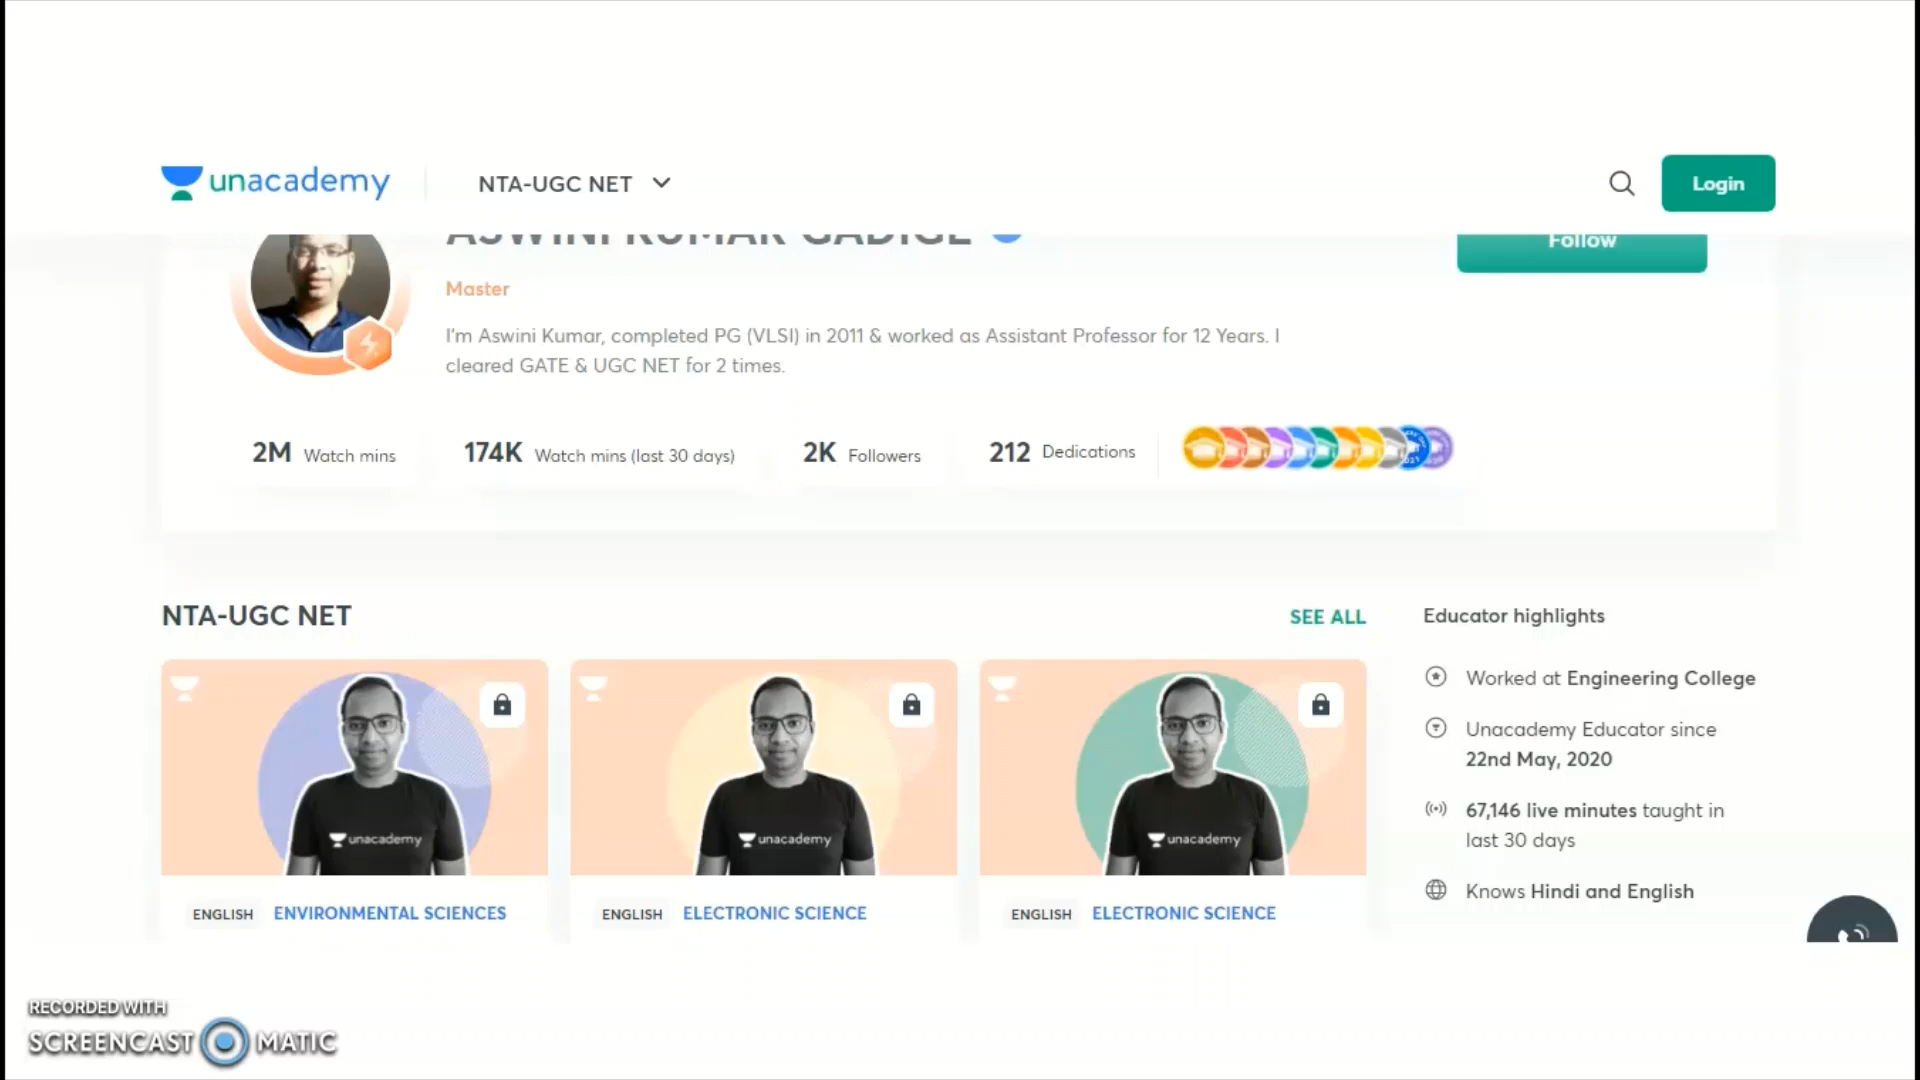 unacademy
NTA-UGC NET
Login
ASWINI KUMAR GADIGE
Follow
Master
I'm Aswini Kumar, completed PG (VLSI) in 2011 & worked as Assistant Professor for 12 Years. I
cleared GATE & UGC NET for 2 times.
2M Watch mins
174K Watch mins (last 30 days)
2K Followers
212 Dedications
NTA-UGC NET
SEE ALL
unacademy
unacademy
unacademy
ENGLISH ENVIRONMENTAL SCIENCES
ENGLISH ELECTRONIC SCIENCE
ENGLISH ELECTRONIC SCIENCE
Educator highlights
Worked at Engineering College
Unacademy Educator since
22nd May, 2020
67,146 live minutes taught in
last 30 days
Knows Hindi and English
RECORDED WITH
SCREENCAST MATIC